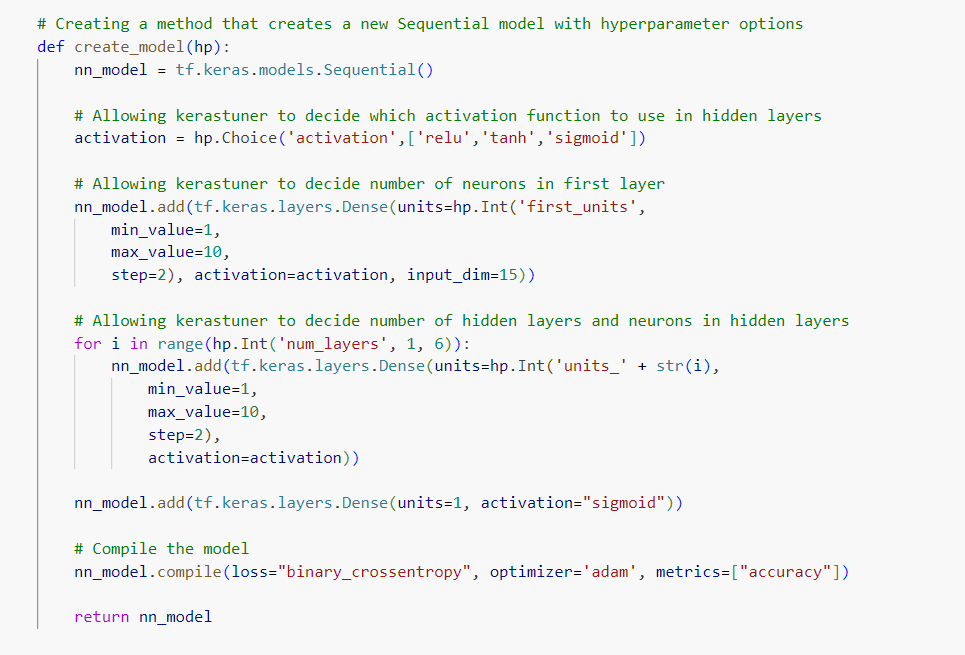 # Creating a method that creates a new Sequential model with hyperparameter options
def create_model(hp):
    nn_model = tf.keras.models.Sequential()

    # Allowing kerastuner to decide which activation function to use in hidden layers
    activation = hp.Choice('activation',['relu','tanh','sigmoid'])

    # Allowing kerastuner to decide number of neurons in first layer
    nn_model.add(tf.keras.layers.Dense(units=hp.Int('first_units',
        min_value=1,
        max_value=10,
        step=2), activation=activation, input_dim=15))

    # Allowing kerastuner to decide number of hidden layers and neurons in hidden layers
    for i in range(hp.Int('num_layers', 1, 6)):
        nn_model.add(tf.keras.layers.Dense(units=hp.Int('units_' + str(i),
            min_value=1,
            max_value=10,
            step=2),
            activation=activation))

    nn_model.add(tf.keras.layers.Dense(units=1, activation="sigmoid"))

    # Compile the model
    nn_model.compile(loss="binary_crossentropy", optimizer='adam', metrics=["accuracy"])

    return nn_model